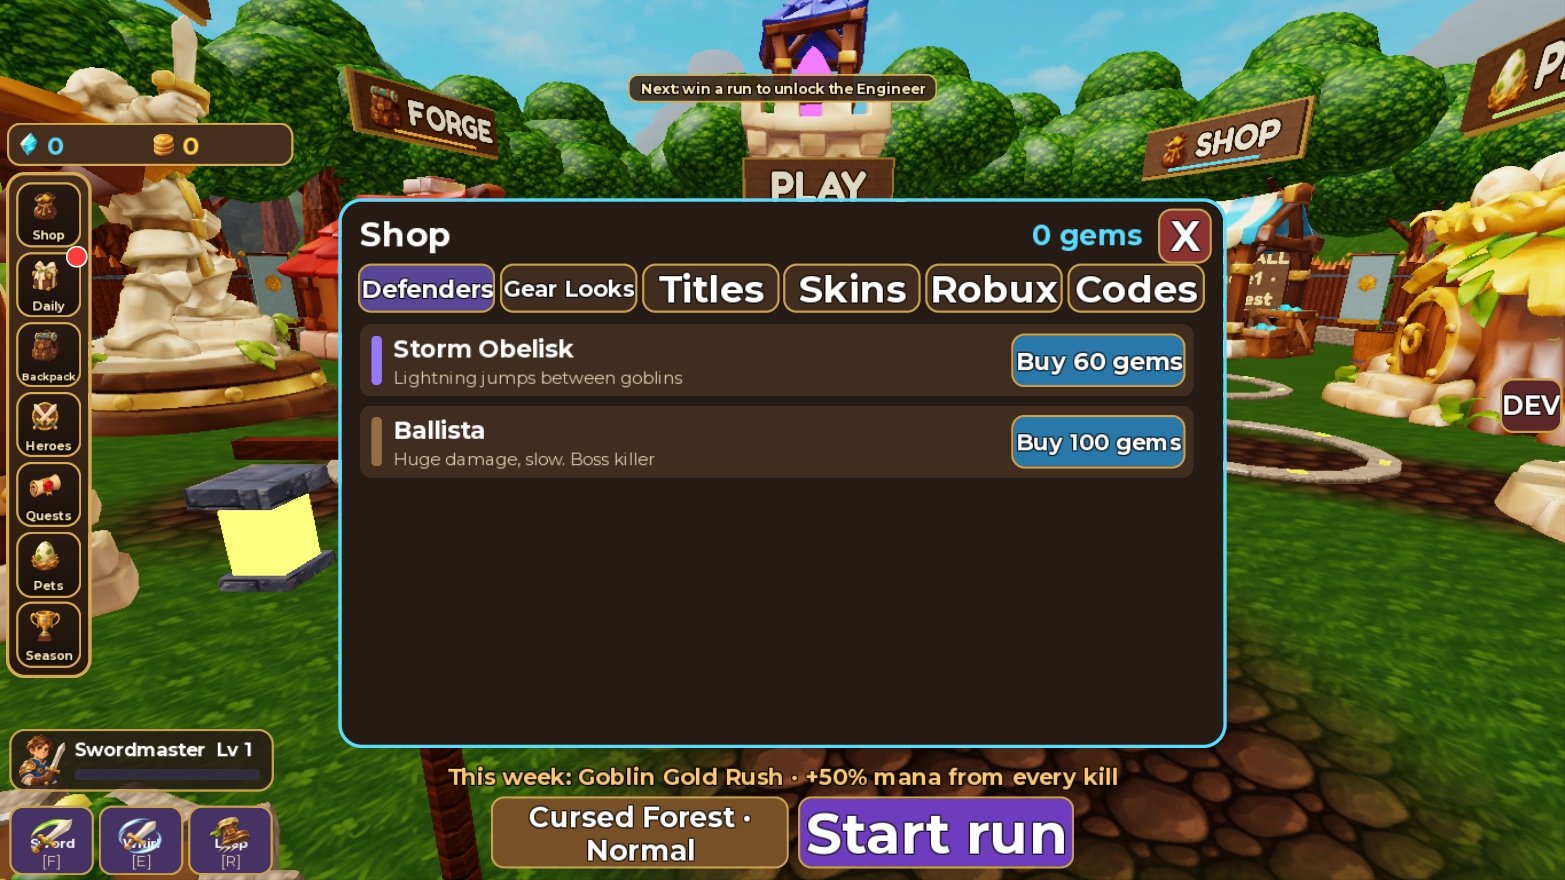 Next: win a run to unlock the Engineer
FORGE
SHOP
PLAY
0
0
Shop
Daily
Backpack
Heroes
Quests
Pets
Season
Shop
0 gems
X
Defenders
Gear Looks
Titles
Skins
Robux
Codes
Storm Obelisk
Lightning jumps between goblins
Buy 60 gems
Ballista
Huge damage, slow. Boss killer
Buy 100 gems
DEV
Swordmaster Lv 1
This week: Goblin Gold Rush · +50% mana from every kill
Cursed Forest ·
Normal
Start run
[F]
[E]
[R]